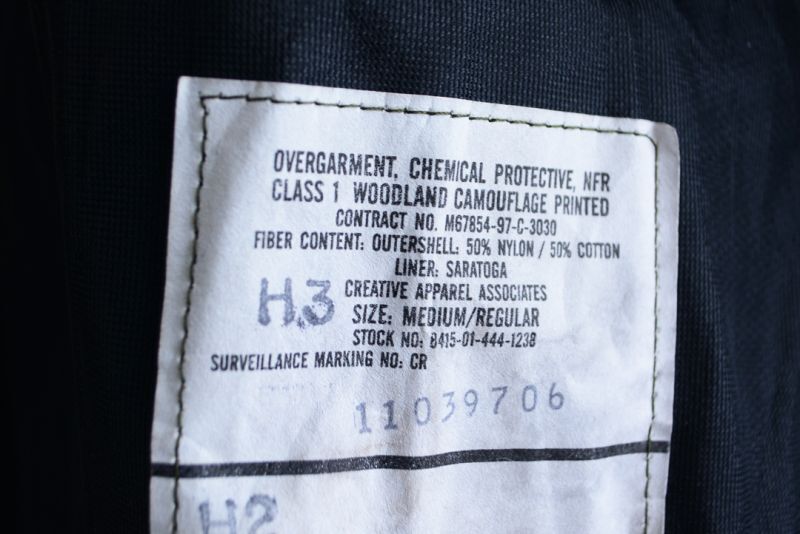 OVERGARMENT, CHEMICAL PROTECTIVE, NFR
CLASS 1 WOODLAND CAMOUFLAGE PRINTED
CONTRACT NO. M67854-97-C-3030
FIBER CONTENT: OUTERSHELL: 50% NYLON / 50% COTTON
LINER: SARATOGA
H.3 CREATIVE APPAREL ASSOCIATES
SIZE: MEDIUM/REGULAR
STOCK NO: 8415-01-444-1238
SURVEILLANCE MARKING NO: CR
11039706
H2